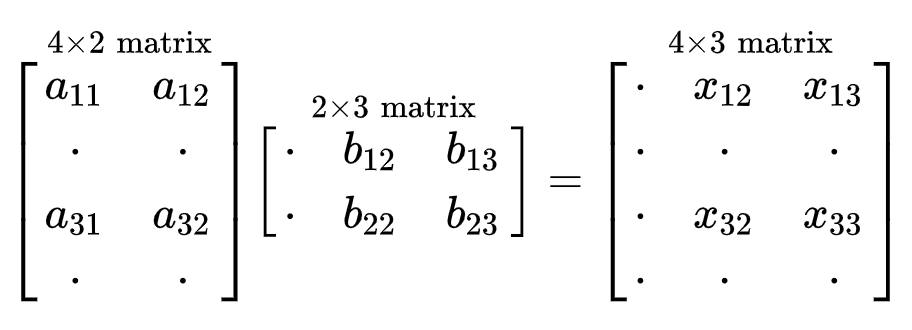 4×2 matrix 4×3 matrix
2×3 matrix
[ a₁₁ a₁₂ ] [ · x₁₂ x₁₃ ]
[ · · ] [ · b₁₂ b₁₃ ] [ · · · ]
=
[ a₃₁ a₃₂ ] [ · b₂₂ b₂₃ ] [ · x₃₂ x₃₃ ]
[ · · ] [ · · · ]